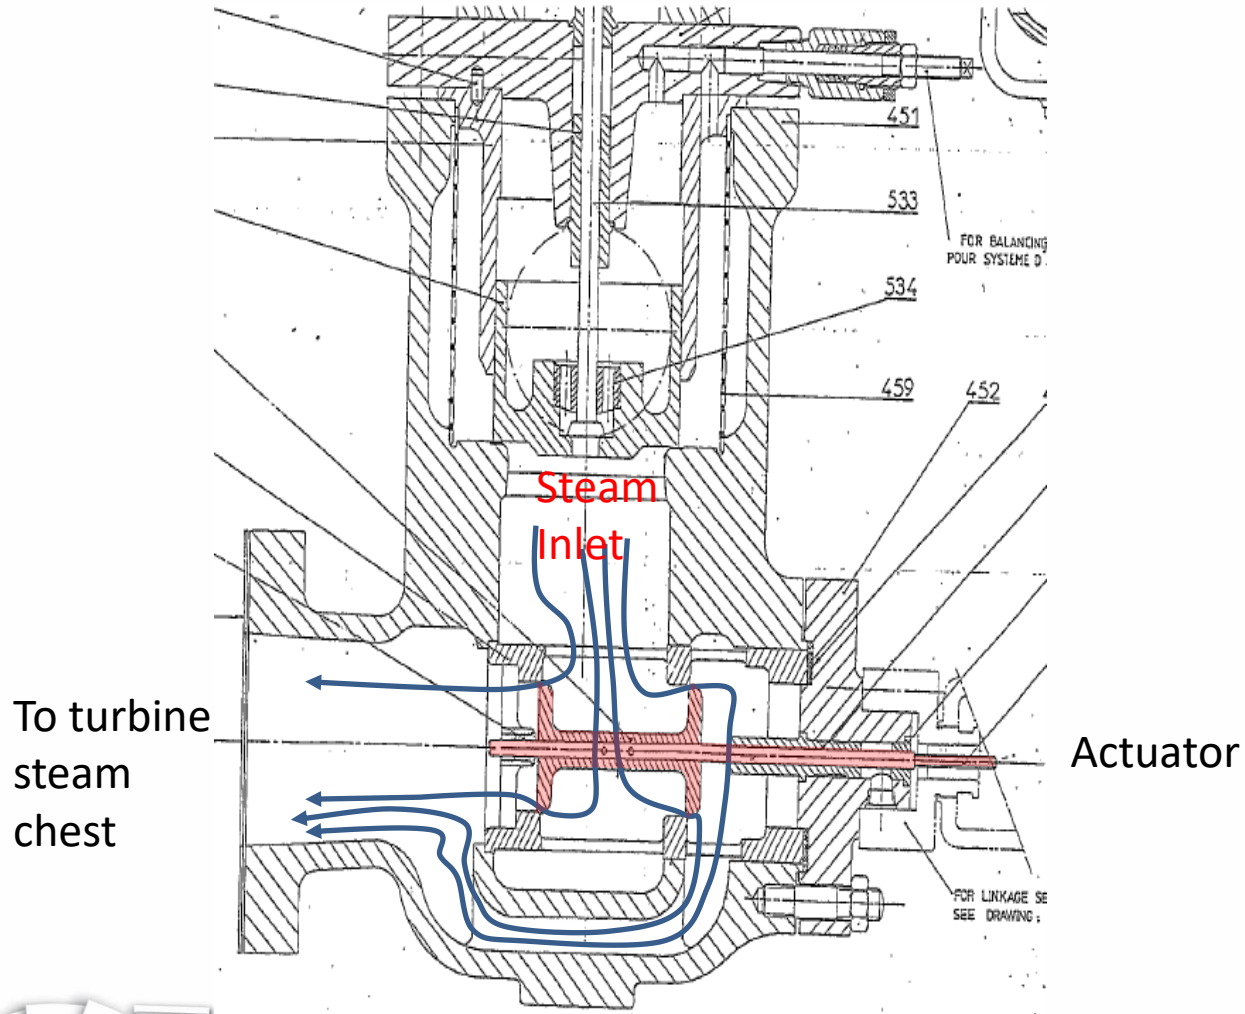 451
533
FOR BALANCING
POUR SYSTEME D
534
459
452
Steam
Inlet
To turbine
steam
chest
Actuator
FOR LINKAGE SE
SEE DRAWING;